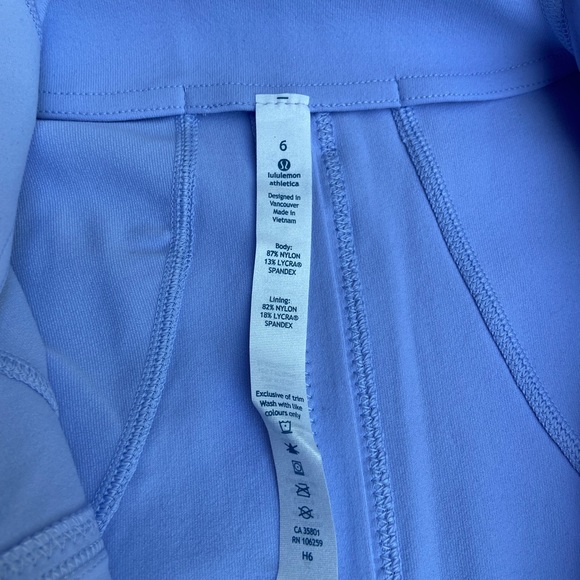 6
lululemon
athletica
Designed in
Vancouver
Made in
Vietnam
Body:
87% NYLON
13% LYCRA®
SPANDEX
Lining:
82% NYLON
18% LYCRA®
SPANDEX
Exclusive of trim
Wash with like
colours only
CA 35801
RN 106259
H6